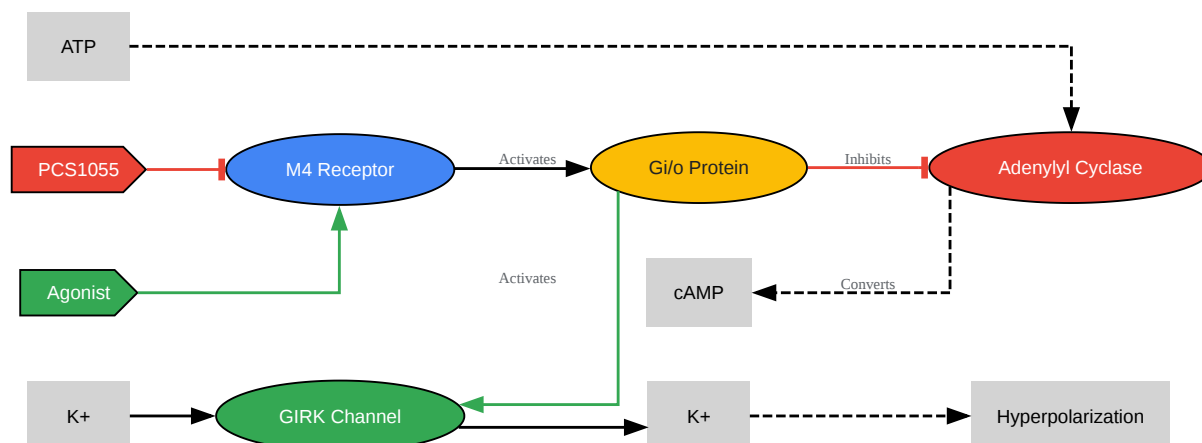 ATP
PCS1055
M4 Receptor
Activates
Gi/o Protein
Inhibits
Adenylyl Cyclase
Agonist
Activates
cAMP
Converts
K+
GIRK Channel
K+
Hyperpolarization